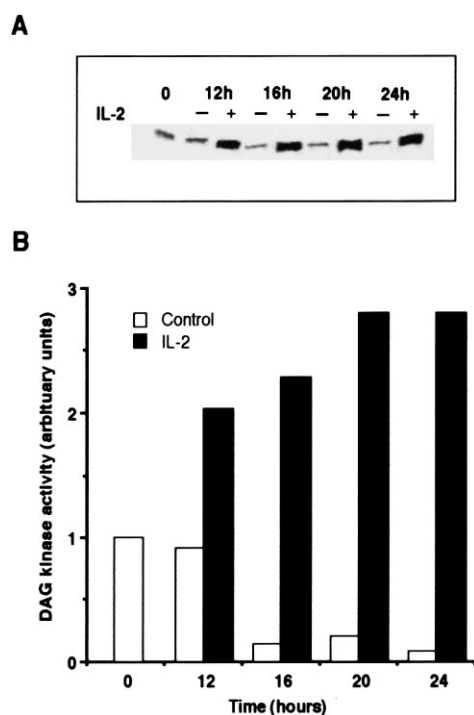 A
0 12h 16h 20h 24h
IL-2 – + – + – + – +
B
3
2
1
0
DAG kinase activity (arbituary units)
Control
IL-2
0 12 16 20 24
Time (hours)